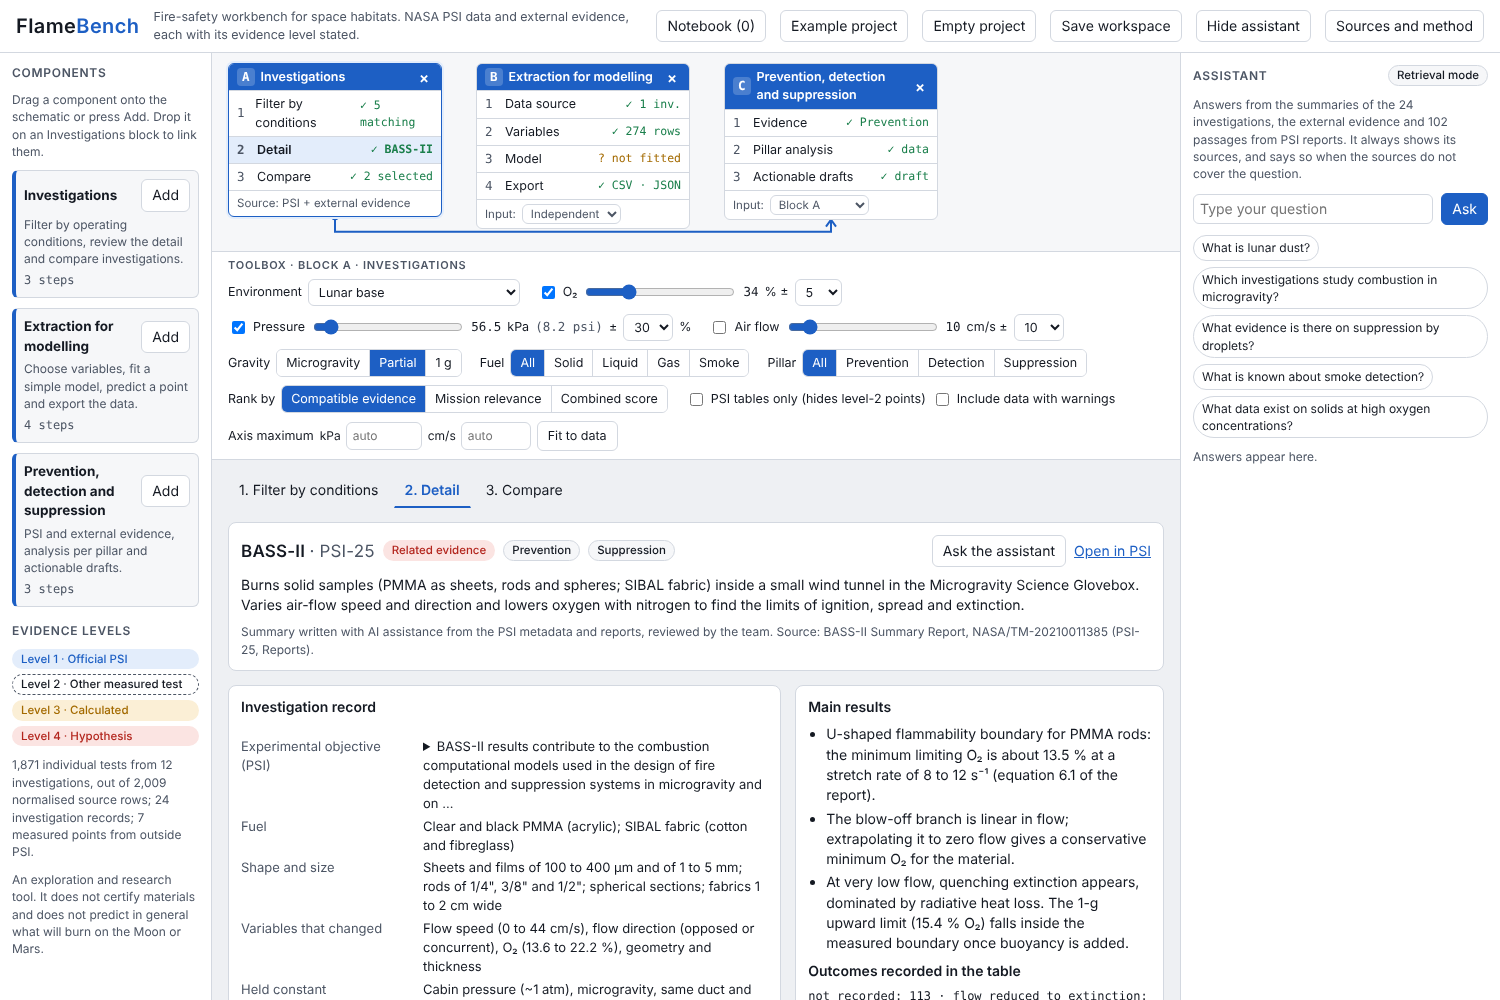 FlameBench
Fire-safety workbench for space habitats. NASA PSI data and external evidence,
each with its evidence level stated.
Notebook (0)
Example project
Empty project
Save workspace
Hide assistant
Sources and method
COMPONENTS
Drag a component onto the
schematic or press Add. Drop it
on an Investigations block to link
them.
Investigations
Add
Filter by operating
conditions, review the detail
and compare investigations.
3 steps
Extraction for
modelling
Add
Choose variables, fit a
simple model, predict a point
and export the data.
4 steps
Prevention,
detection and
suppression
Add
PSI and external evidence,
analysis per pillar and
actionable drafts.
3 steps
EVIDENCE LEVELS
Level 1 · Official PSI
Level 2 · Other measured test
Level 3 · Calculated
Level 4 · Hypothesis
1,871 individual tests from 12
investigations, out of 2,009
normalised source rows; 24
investigation records; 7
measured points from outside
PSI.
An exploration and research
tool. It does not certify materials
and does not predict in general
what will burn on the Moon or
Mars.
A Investigations ×
1 Filter by conditions ✓ 5 matching
2 Detail ✓ BASS-II
3 Compare ✓ 2 selected
Source: PSI + external evidence
B Extraction for modelling ×
1 Data source ✓ 1 inv.
2 Variables ✓ 274 rows
3 Model ? not fitted
4 Export ✓ CSV · JSON
Input: Independent
C Prevention, detection and suppression ×
1 Evidence ✓ Prevention
2 Pillar analysis ✓ data
3 Actionable drafts ✓ draft
Input: Block A
TOOLBOX · BLOCK A · INVESTIGATIONS
Environment Lunar base O₂ 34 % ± 5
Pressure 56.5 kPa (8.2 psi) ± 30 % Air flow 10 cm/s ± 10
Gravity Microgravity Partial 1 g Fuel All Solid Liquid Gas Smoke Pillar All Prevention Detection Suppression
Rank by Compatible evidence Mission relevance Combined score PSI tables only (hides level-2 points) Include data with warnings
Axis maximum kPa auto cm/s auto Fit to data
1. Filter by conditions 2. Detail 3. Compare
BASS-II · PSI-25 Related evidence Prevention Suppression Ask the assistant Open in PSI
Burns solid samples (PMMA as sheets, rods and spheres; SIBAL fabric) inside a small wind tunnel in the Microgravity Science Glovebox.
Varies air-flow speed and direction and lowers oxygen with nitrogen to find the limits of ignition, spread and extinction.
Summary written with AI assistance from the PSI metadata and reports, reviewed by the team. Source: BASS-II Summary Report, NASA/TM-20210011385 (PSI-
25, Reports).
Investigation record
Experimental objective
(PSI)
▶ BASS-II results contribute to the combustion
computational models used in the design of fire
detection and suppression systems in microgravity and
on ...
Fuel
Clear and black PMMA (acrylic); SIBAL fabric (cotton
and fibreglass)
Shape and size
Sheets and films of 100 to 400 µm and of 1 to 5 mm;
rods of 1/4", 3/8" and 1/2"; spherical sections; fabrics 1
to 2 cm wide
Variables that changed
Flow speed (0 to 44 cm/s), flow direction (opposed or
concurrent), O₂ (13.6 to 22.2 %), geometry and
thickness
Held constant
Cabin pressure (~1 atm), microgravity, same duct and
Main results
• U-shaped flammability boundary for PMMA rods:
the minimum limiting O₂ is about 13.5 % at a
stretch rate of 8 to 12 s⁻¹ (equation 6.1 of the
report).
• The blow-off branch is linear in flow;
extrapolating it to zero flow gives a conservative
minimum O₂ for the material.
• At very low flow, quenching extinction appears,
dominated by radiative heat loss. The 1-g
upward limit (15.4 % O₂) falls inside the
measured boundary once buoyancy is added.
Outcomes recorded in the table
not recorded: 113 · flow reduced to extinction:
ASSISTANT
Retrieval mode
Answers from the summaries of the 24
investigations, the external evidence and 102
passages from PSI reports. It always shows its
sources, and says so when the sources do not
cover the question.
Type your question
Ask
What is lunar dust?
Which investigations study combustion in
microgravity?
What evidence is there on suppression by
droplets?
What is known about smoke detection?
What data exist on solids at high oxygen
concentrations?
Answers appear here.